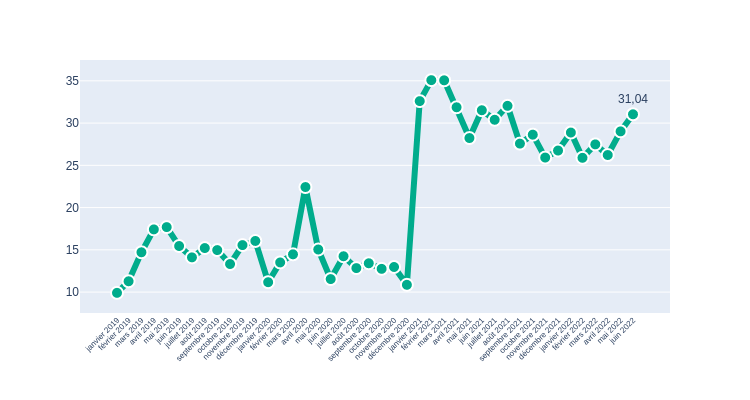 35
30
25
20
15
10
31,04
janvier 2019
février 2019
mars 2019
avril 2019
mai 2019
juin 2019
juillet 2019
août 2019
septembre 2019
octobre 2019
novembre 2019
décembre 2019
janvier 2020
février 2020
mars 2020
avril 2020
mai 2020
juin 2020
juillet 2020
août 2020
septembre 2020
octobre 2020
novembre 2020
décembre 2020
janvier 2021
février 2021
mars 2021
avril 2021
mai 2021
juin 2021
juillet 2021
août 2021
septembre 2021
octobre 2021
novembre 2021
décembre 2021
janvier 2022
février 2022
mars 2022
avril 2022
mai 2022
juin 2022